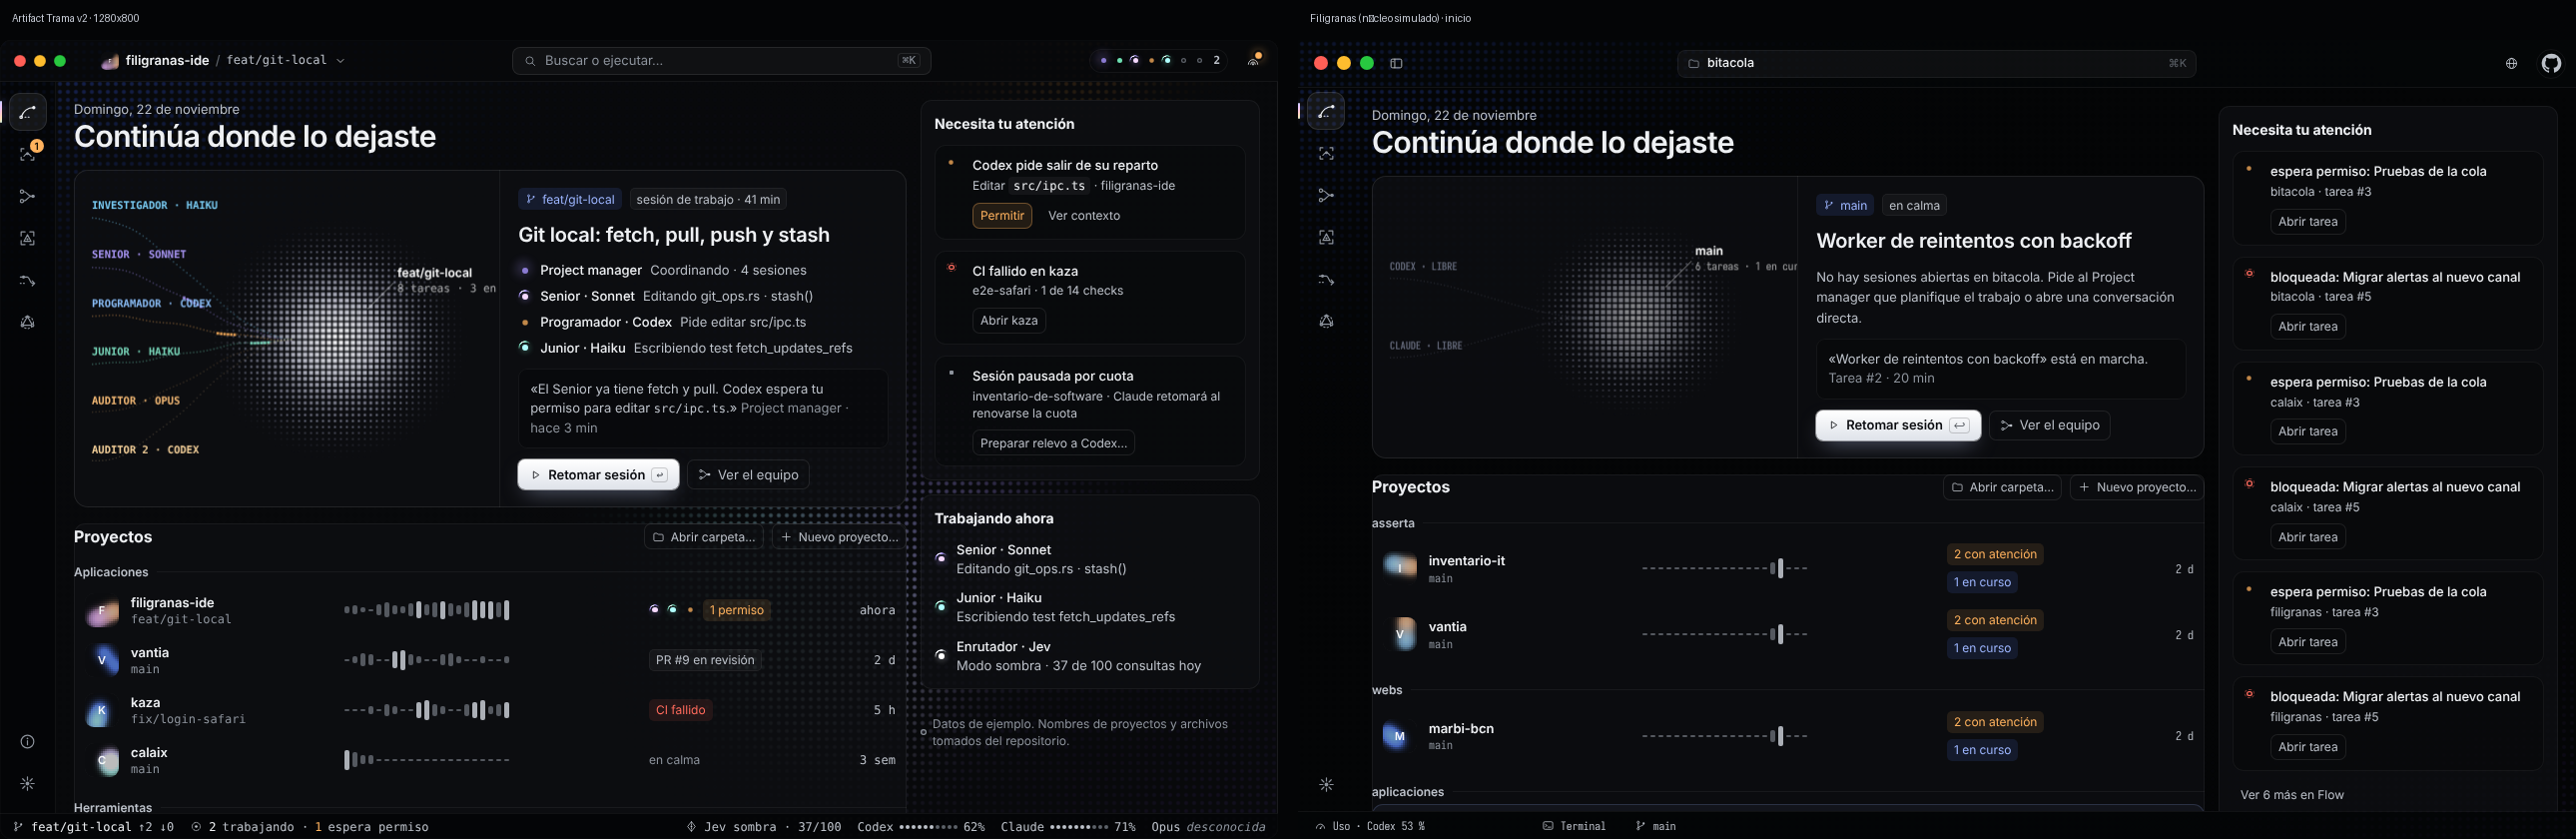 Artifact Trama v2 · 1280x800
filigranas-ide / feat/git-local
Buscar o ejecutar... ⌘K
2
1
Domingo, 22 de noviembre
Continúa donde lo dejaste
INVESTIGADOR · HAIKU
SENIOR · SONNET
PROGRAMADOR · CODEX
JUNIOR · HAIKU
AUDITOR · OPUS
AUDITOR 2 · CODEX
feat/git-local
8 tareas · 3 en
feat/git-local
sesión de trabajo · 41 min
Git local: fetch, pull, push y stash
Project manager Coordinando · 4 sesiones
Senior · Sonnet Editando git_ops.rs · stash()
Programador · Codex Pide editar src/ipc.ts
Junior · Haiku Escribiendo test fetch_updates_refs
«El Senior ya tiene fetch y pull. Codex espera tu
permiso para editar src/ipc.ts.» Project manager ·
hace 3 min
Retomar sesión
Ver el equipo
Proyectos
Abrir carpeta...
Nuevo proyecto...
Aplicaciones
F
filigranas-ide
feat/git-local
1 permiso
ahora
V
vantia
main
PR #9 en revisión
2 d
K
kaza
fix/login-safari
CI fallido
5 h
C
calaix
main
en calma
3 sem
Herramientas
Necesita tu atención
Codex pide salir de su reparto
Editar src/ipc.ts · filigranas-ide
Permitir
Ver contexto
CI fallido en kaza
e2e-safari · 1 de 14 checks
Abrir kaza
Sesión pausada por cuota
inventario-de-software · Claude retomará al
renovarse la cuota
Preparar relevo a Codex...
Trabajando ahora
Senior · Sonnet
Editando git_ops.rs · stash()
Junior · Haiku
Escribiendo test fetch_updates_refs
Enrutador · Jev
Modo sombra · 37 de 100 consultas hoy
Datos de ejemplo. Nombres de proyectos y archivos
tomados del repositorio.
feat/git-local ↑2 ↓0
2 trabajando · 1 espera permiso
Jev sombra · 37/100
Codex 62%
Claude 71%
Opus desconocida
Filigranas (n cleo simulado) · inicio
bitacola ⌘K
Domingo, 22 de noviembre
Continúa donde lo dejaste
CODEX · LIBRE
CLAUDE · LIBRE
main
6 tareas · 1 en cur
main
en calma
Worker de reintentos con backoff
No hay sesiones abiertas en bitacola. Pide al Project
manager que planifique el trabajo o abre una conversación
directa.
«Worker de reintentos con backoff» está en marcha.
Tarea #2 · 20 min
Retomar sesión
Ver el equipo
Proyectos
Abrir carpeta...
Nuevo proyecto...
asserta
I
inventario-it
main
2 con atención
1 en curso
2 d
V
vantia
main
2 con atención
1 en curso
2 d
webs
M
marbi-bcn
main
2 con atención
1 en curso
2 d
aplicaciones
Necesita tu atención
espera permiso: Pruebas de la cola
bitacola · tarea #3
Abrir tarea
bloqueada: Migrar alertas al nuevo canal
bitacola · tarea #5
Abrir tarea
espera permiso: Pruebas de la cola
calaix · tarea #3
Abrir tarea
bloqueada: Migrar alertas al nuevo canal
calaix · tarea #5
Abrir tarea
espera permiso: Pruebas de la cola
filigranas · tarea #3
Abrir tarea
bloqueada: Migrar alertas al nuevo canal
filigranas · tarea #5
Abrir tarea
Ver 6 más en Flow
Uso · Codex 53 %
Terminal
main